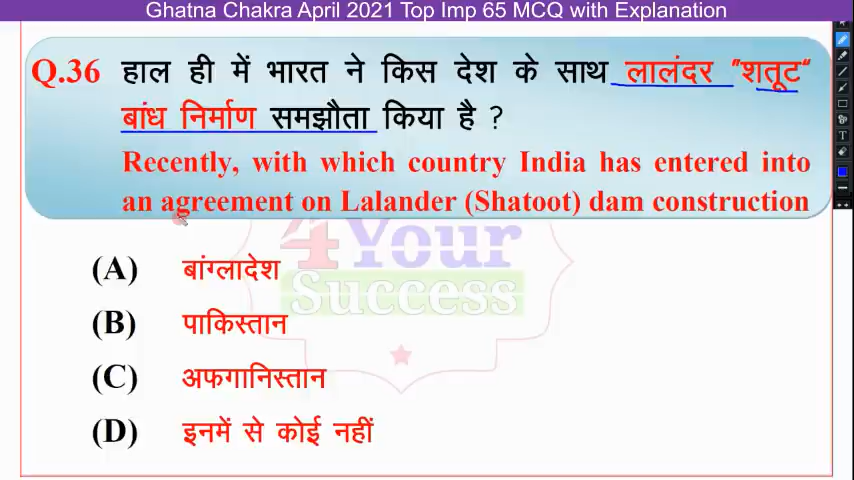 Ghatna Chakra April 2021 Top Imp 65 MCQ with Explanation
Q.36 हाल ही में भारत ने किस देश के साथ लालंदर "शतूट"
बांध निर्माण समझौता किया है ?
Recently, with which country India has entered into
an agreement on Lalander (Shatoot) dam construction
4 Your
Success
(A) बांग्लादेश
(B) पाकिस्तान
(C) अफगानिस्तान
(D) इनमें से कोई नहीं